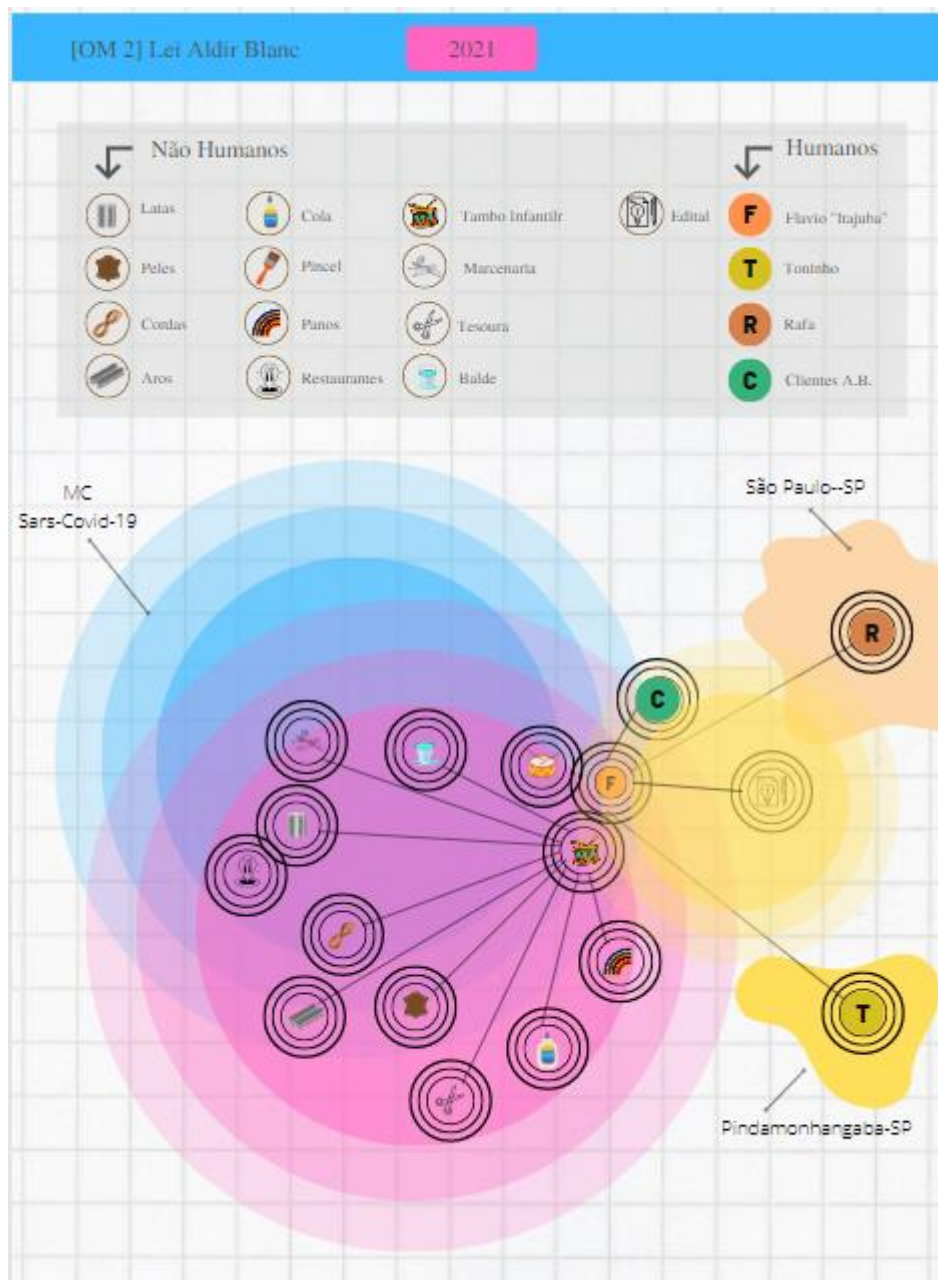 [OM 2] Lei Aldir Blanc
2021
Não Humanos
Humanos
Latas
Cola
Tambo Infantilr
Edital
F
Flavio "Itajuba"
Peles
Pincel
Marcenaria
T
Toninho
Cordas
Panos
Tesoura
R
Rafa
Aros
Restaurantes
Balde
C
Clientes A.B.
MC
Sars-Covid-19
São Paulo--SP
R
C
F
T
Pindamonhangaba-SP